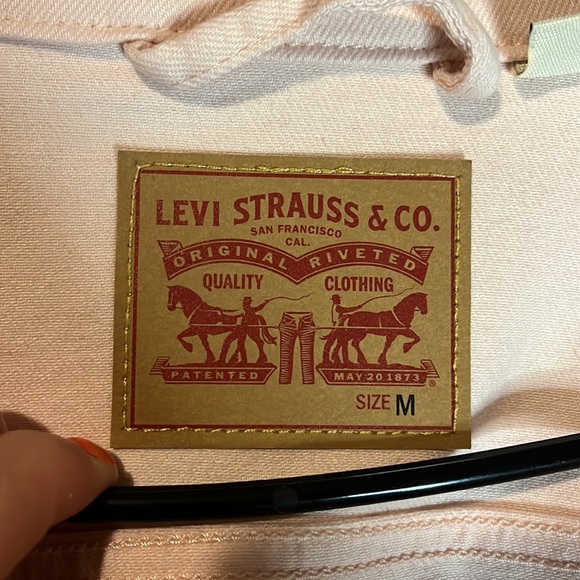 LEVI STRAUSS & CO.
SAN FRANCISCO
CAL.
ORIGINAL RIVETED
QUALITY CLOTHING
PATENTED MAY 20 1873 ®
SIZE M